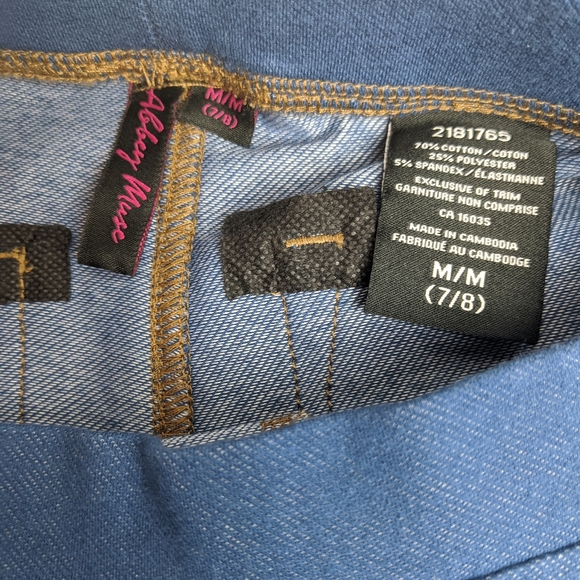 Almony Muse
M/M
(7/8)
2181765
70% COTTON/COTON
25% POLYESTER
5% SPANDEX/ÉLASTHANNE
EXCLUSIVE OF TRIM
GARNITURE NON COMPRISE
CA 16035
MADE IN CAMBODIA
FABRIQUÉ AU CAMBODGE
M/M
(7/8)